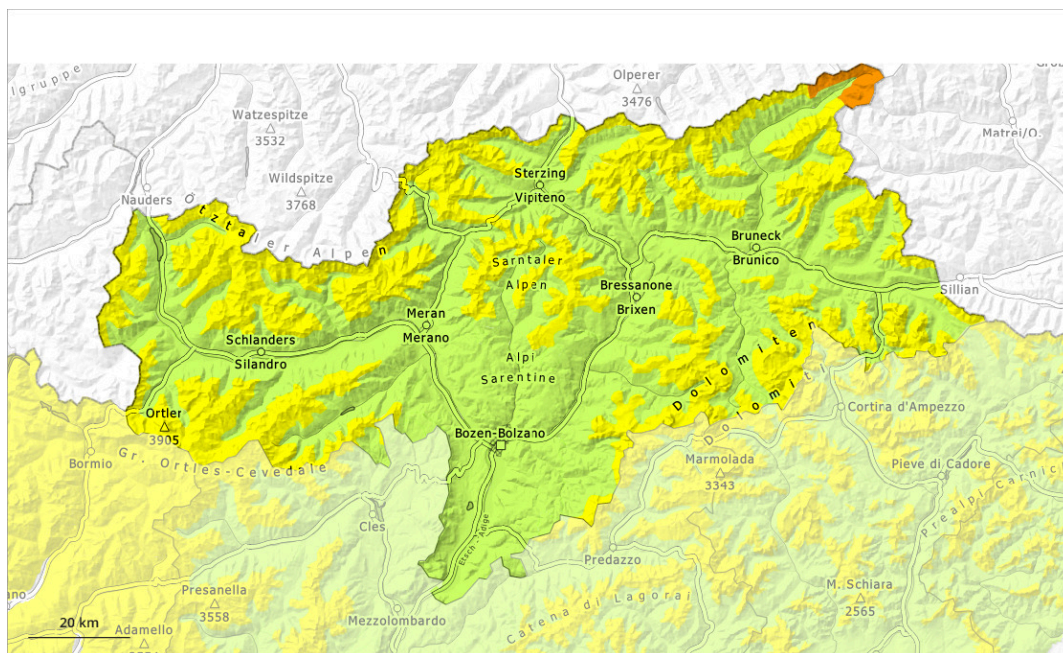 Olperer
3476
Watzespitze
3532
Matrei/O.
Wildspitze
3768
Nauders
Sterzing
Vipiteno
Ötztaler Alpen
Bruneck
Brunico
Sarntaler
Alpen
Bressanone
Brixen
Sillian
Meran
Merano
Schlanders
Silandro
Alpi
Sarentine
Dolomiten
Dolomiti
Ortler
3905
Cortina d'Ampezzo
Bozen-Bolzano
Bormio
Gr. Ortles-Cevedale
Marmolada
3343
Pieve di Cadore
Prealpi Carnic
Cles
Etsch - Adige
Predazzo
Presanella
3558
M. Schiara
2565
Catena di Lagorai
Mezzolombardo
20 km
Adamello